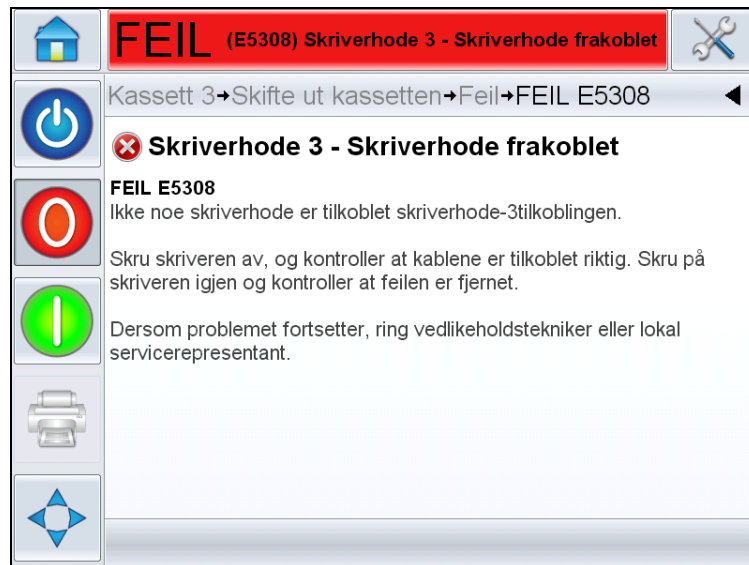 FEIL (E5308) Skriverhode 3 - Skriverhode frakoblet
Kassett 3→Skifte ut kassetten→Feil→FEIL E5308
Skriverhode 3 - Skriverhode frakoblet
FEIL E5308
Ikke noe skriverhode er tilkoblet skriverhode-3tilkoblingen.
Skru skriveren av, og kontroller at kablene er tilkoblet riktig. Skru på
skriveren igjen og kontroller at feilen er fjernet.
Dersom problemet fortsetter, ring vedlikeholdstekniker eller lokal
servicerepresentant.